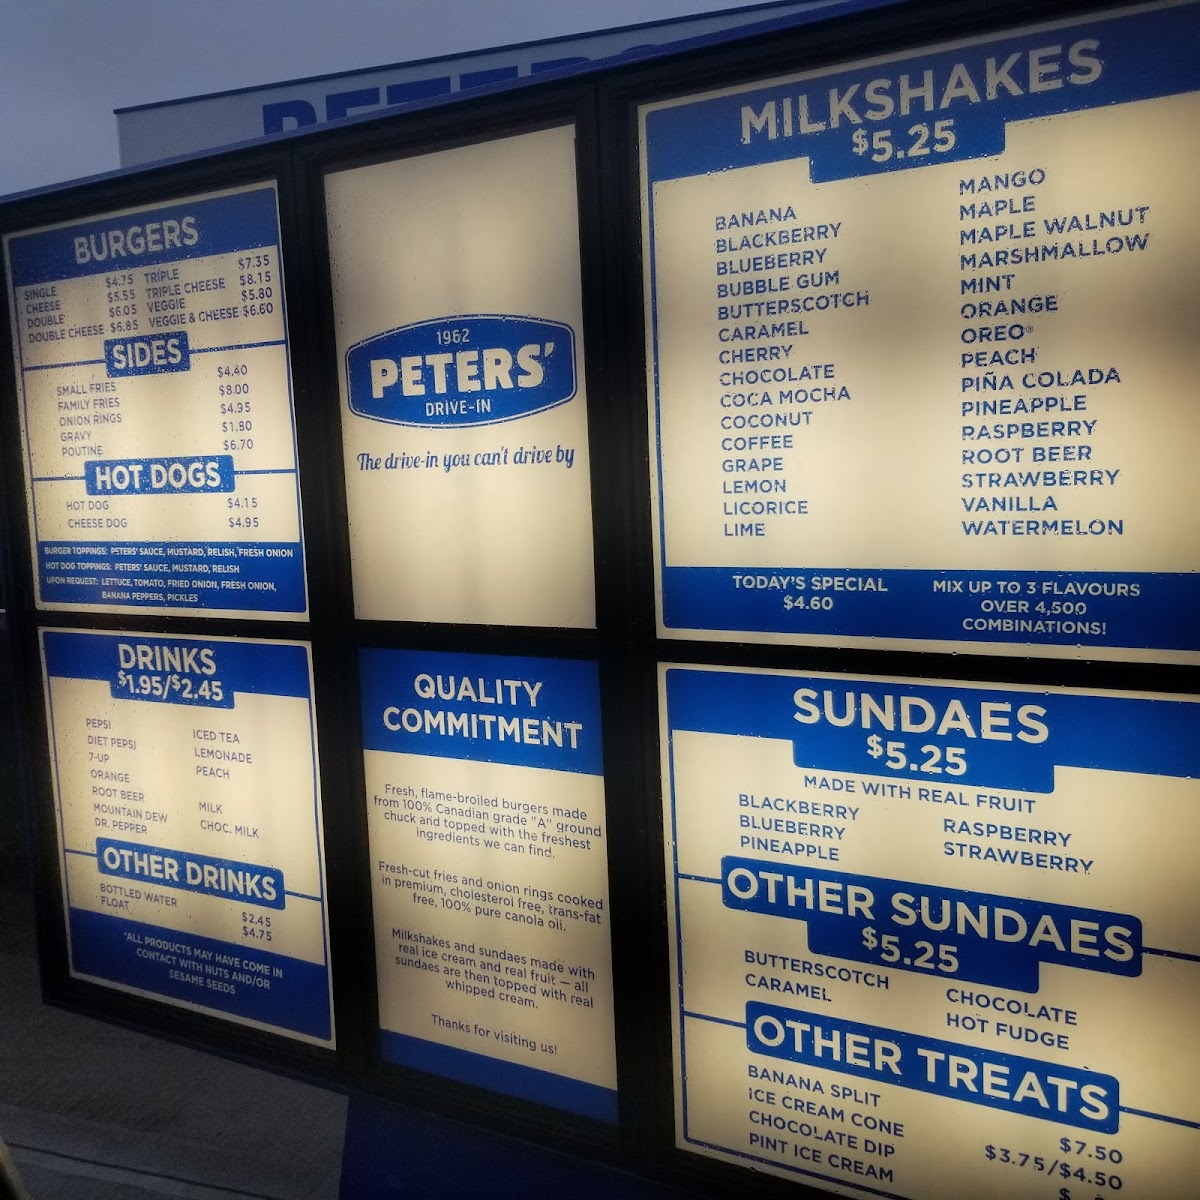 PETERS'
BURGERS
SINGLE $4.75 TRIPLE $7.35
CHEESE $5.55 TRIPLE CHEESE $8.15
DOUBLE $6.05 VEGGIE $5.80
DOUBLE CHEESE $6.85 VEGGIE & CHEESE $6.60
SIDES
SMALL FRIES $4.40
FAMILY FRIES $8.00
ONION RINGS $4.95
GRAVY $1.80
POUTINE $6.70
HOT DOGS
HOT DOG $4.15
CHEESE DOG $4.95
BURGER TOPPINGS: PETERS' SAUCE, MUSTARD, RELISH, FRESH ONION
HOT DOG TOPPINGS: PETERS' SAUCE, MUSTARD, RELISH
UPON REQUEST: LETTUCE, TOMATO, FRIED ONION, FRESH ONION,
BANANA PEPPERS, PICKLES
DRINKS
$1.95/$2.45
PEPSI
DIET PEPSI
7-UP
ORANGE
ROOT BEER
MOUNTAIN DEW
DR. PEPPER
ICED TEA
LEMONADE
PEACH
MILK
CHOC. MILK
OTHER DRINKS
BOTTLED WATER $2.45
FLOAT $4.75
*ALL PRODUCTS MAY HAVE COME IN
CONTACT WITH NUTS AND/OR
SESAME SEEDS
1962
PETERS'
DRIVE-IN
The drive-in you can't drive by
QUALITY
COMMITMENT
Fresh, flame-broiled burgers made
from 100% Canadian grade "A" ground
chuck and topped with the freshest
ingredients we can find.
Fresh-cut fries and onion rings cooked
in premium, cholesterol free, trans-fat
free, 100% pure canola oil.
Milkshakes and sundaes made with
real ice cream and real fruit — all
sundaes are then topped with real
whipped cream.
Thanks for visiting us!
MILKSHAKES
$5.25
BANANA
BLACKBERRY
BLUEBERRY
BUBBLE GUM
BUTTERSCOTCH
CARAMEL
CHERRY
CHOCOLATE
COCA MOCHA
COCONUT
COFFEE
GRAPE
LEMON
LICORICE
LIME
MANGO
MAPLE
MAPLE WALNUT
MARSHMALLOW
MINT
ORANGE
OREO®
PEACH
PIÑA COLADA
PINEAPPLE
RASPBERRY
ROOT BEER
STRAWBERRY
VANILLA
WATERMELON
TODAY'S SPECIAL
$4.60
MIX UP TO 3 FLAVOURS
OVER 4,500
COMBINATIONS!
SUNDAES
$5.25
MADE WITH REAL FRUIT
BLACKBERRY
BLUEBERRY
PINEAPPLE
RASPBERRY
STRAWBERRY
OTHER SUNDAES
$5.25
BUTTERSCOTCH
CARAMEL
CHOCOLATE
HOT FUDGE
OTHER TREATS
BANANA SPLIT $7.50
ICE CREAM CONE $3.75/$4.50
CHOCOLATE DIP $
PINT ICE CREAM